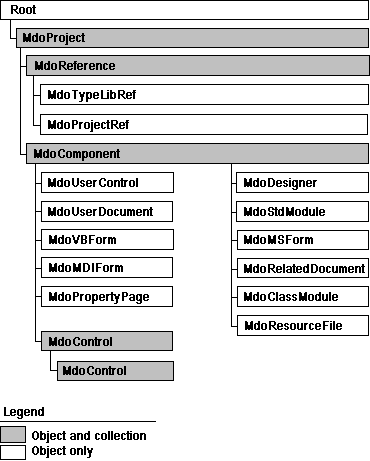 Root
MdoProject
MdoReference
MdoTypeLibRef
MdoProjectRef
MdoComponent
MdoUserControl
MdoUserDocument
MdoVBForm
MdoMDIForm
MdoPropertyPage
MdoControl
MdoControl
MdoDesigner
MdoStdModule
MdoMSForm
MdoRelatedDocument
MdoClassModule
MdoResourceFile
Legend
Object and collection
Object only